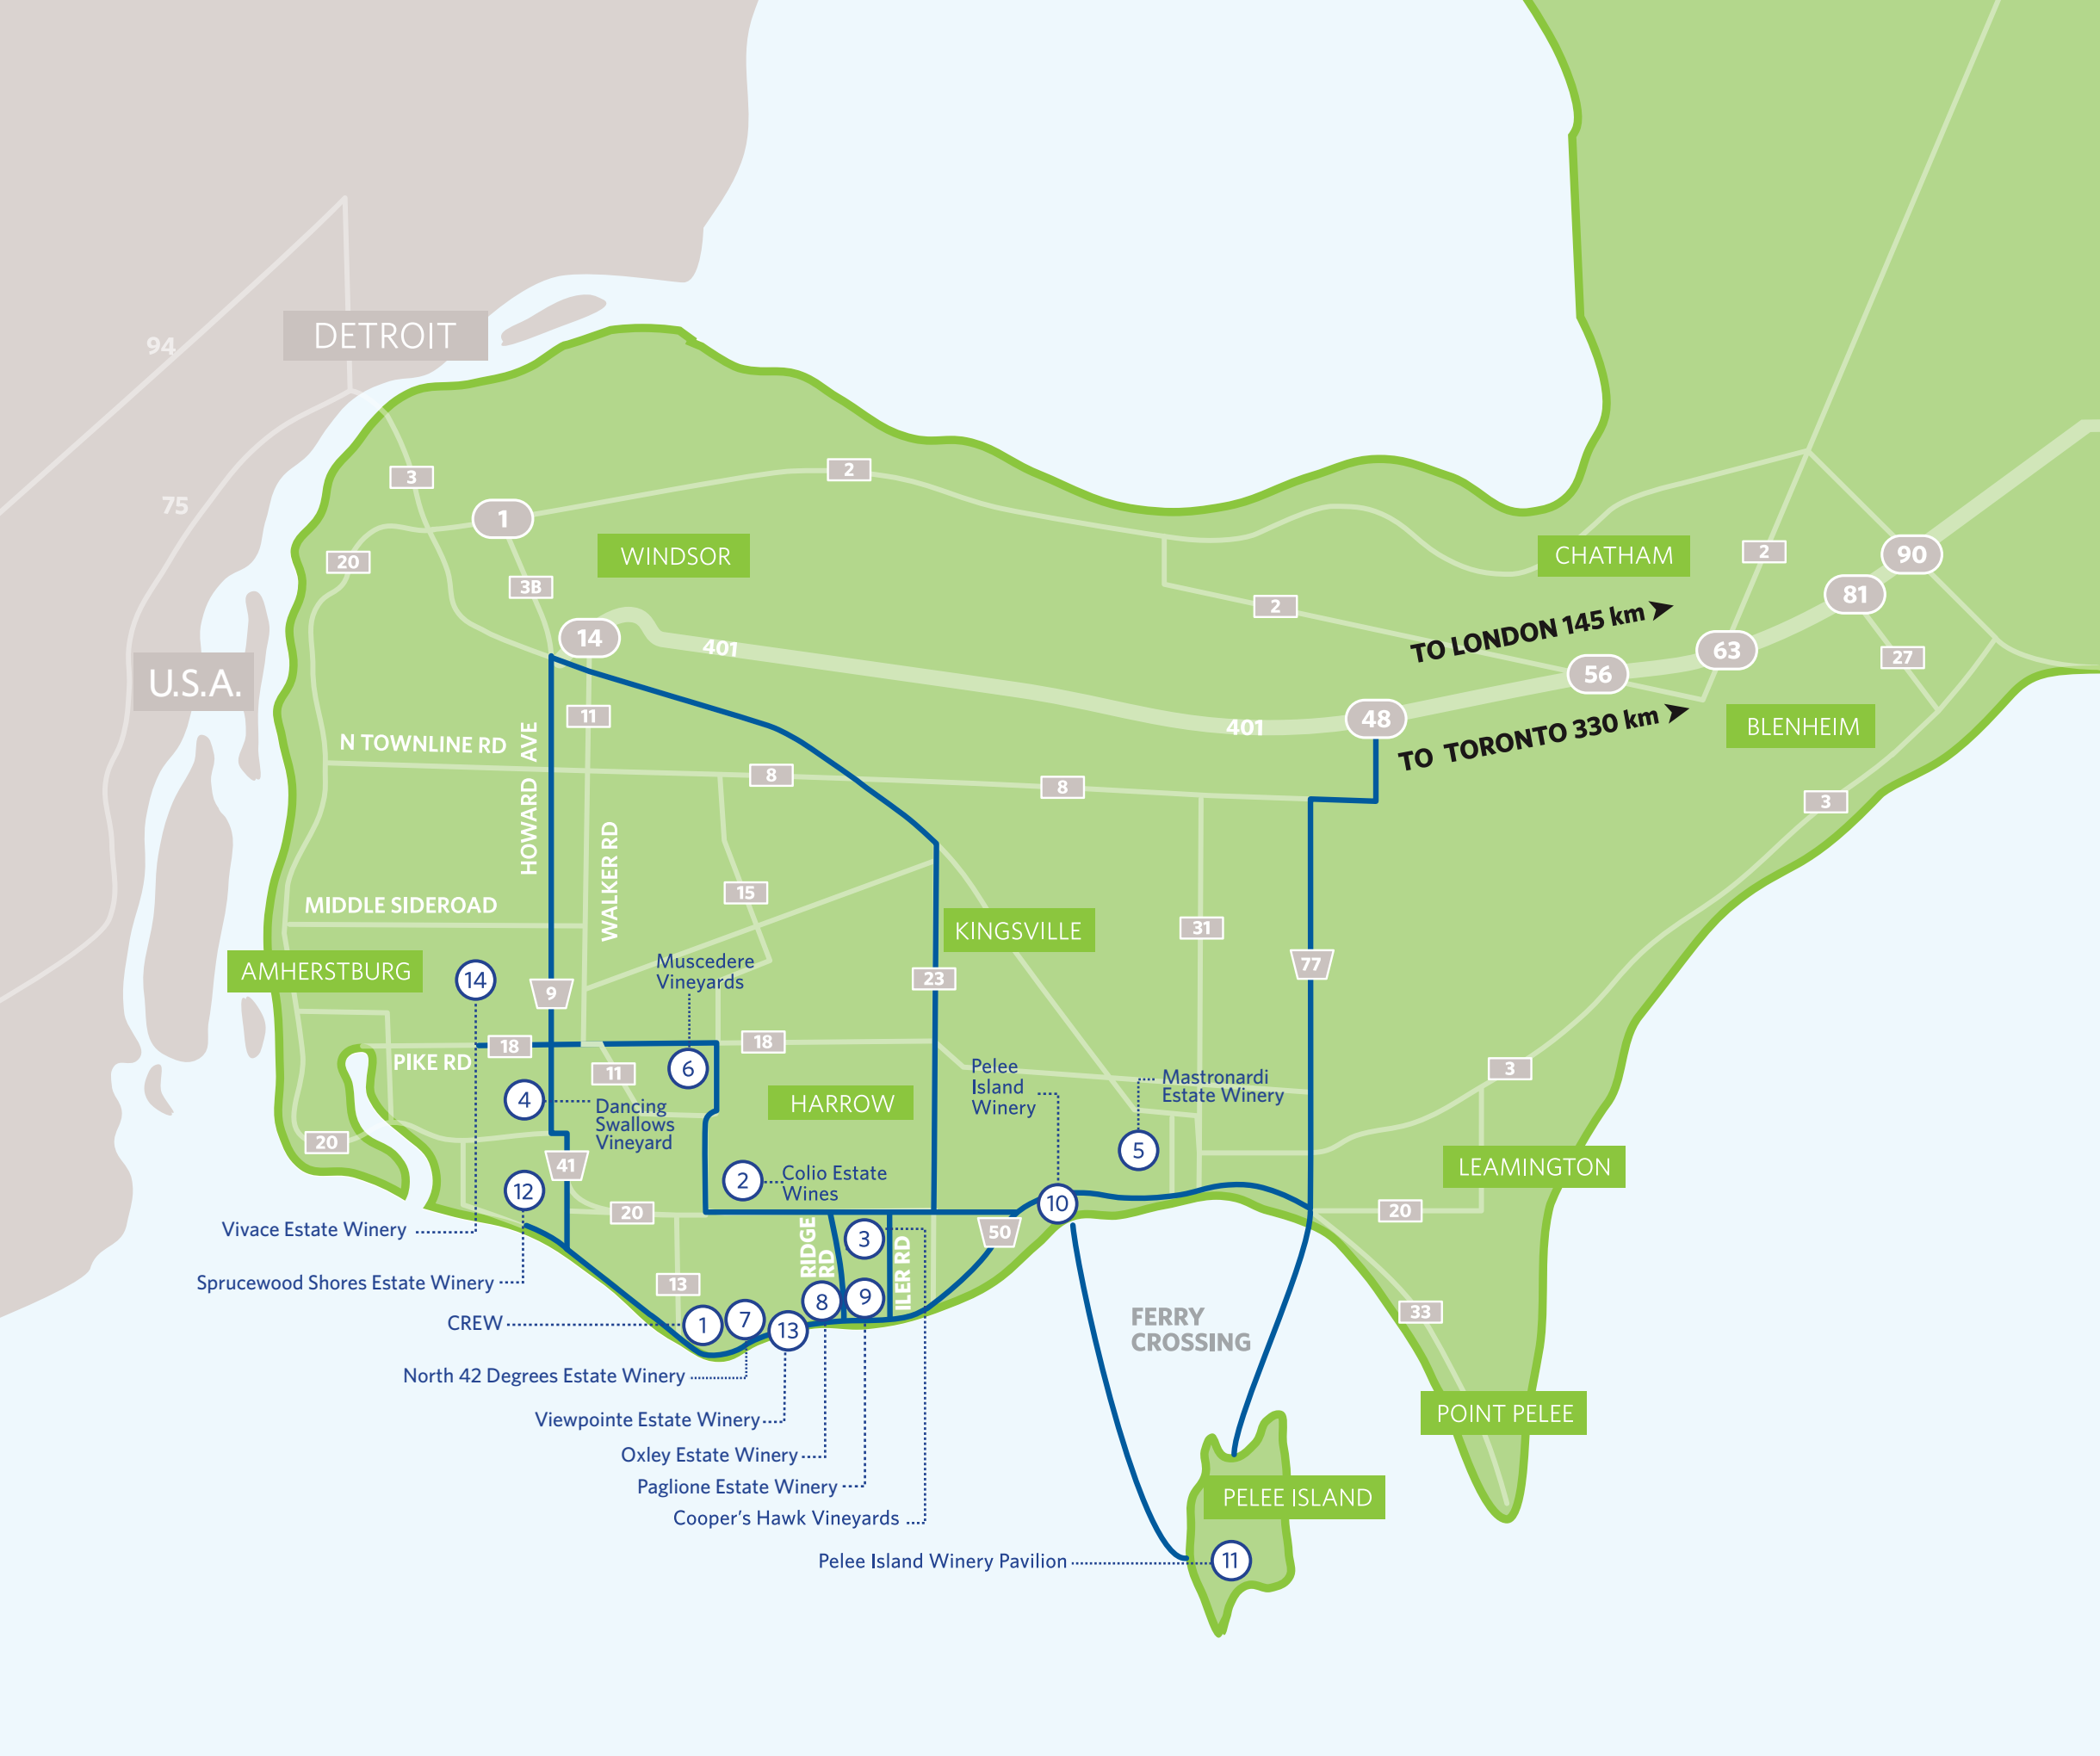 94
DETROIT
75
3
2
1
20
WINDSOR
3B
CHATHAM
2
90
81
2
TO LONDON 145 km
14
401
63
27
56
U.S.A.
11
48
401
TO TORONTO 330 km
BLENHEIM
N TOWNLINE RD
HOWARD AVE
8
8
3
WALKER RD
15
MIDDLE SIDEROAD
31
KINGSVILLE
77
AMHERSTBURG
14
9
Muscedere
Vineyards
23
18
18
PIKE RD
11
6
Pelee
Island
Winery
Mastronardi
Estate Winery
3
4
Dancing
Swallows
Vineyard
HARROW
20
5
41
LEAMINGTON
12
2
Colio Estate
Wines
10
20
20
Vivace Estate Winery
RIDGE
RD
3
ILER RD
50
Sprucewood Shores Estate Winery
13
8
9
33
CREW
1
7
13
FERRY
CROSSING
North 42 Degrees Estate Winery
Viewpointe Estate Winery
POINT PELEE
Oxley Estate Winery
Paglione Estate Winery
PELEE ISLAND
Cooper's Hawk Vineyards
Pelee Island Winery Pavilion
11